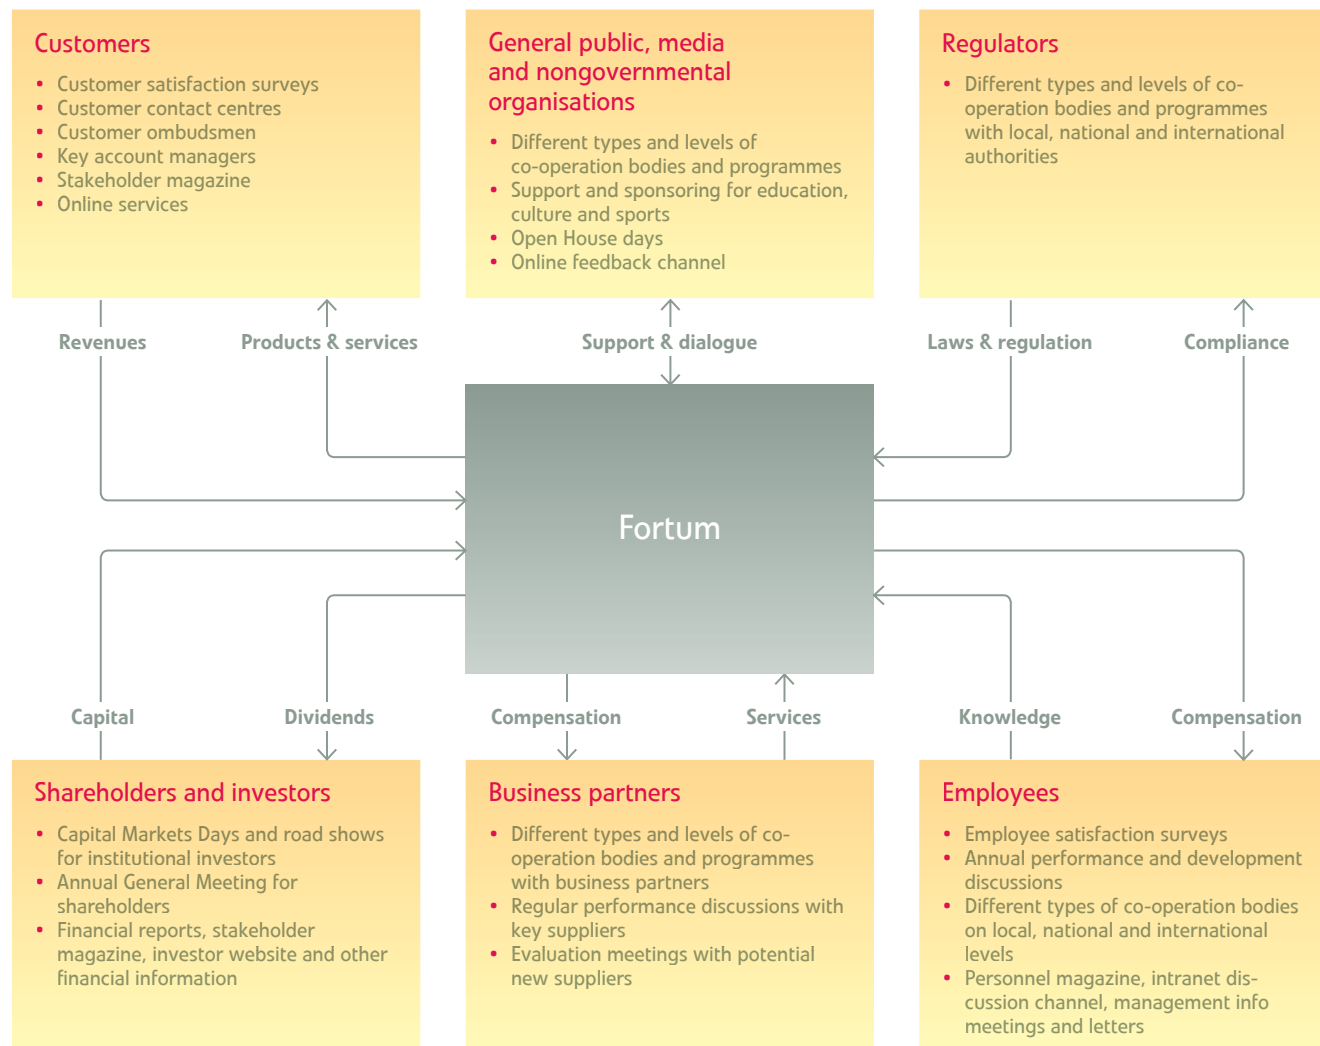 Customers
• Customer satisfaction surveys
• Customer contact centres
• Customer ombudsmen
• Key account managers
• Stakeholder magazine
• Online services
General public, media
and nongovernmental
organisations
• Different types and levels of
co-operation bodies and programmes
• Support and sponsoring for education,
culture and sports
• Open House days
• Online feedback channel
Regulators
• Different types and levels of co-
operation bodies and programmes
with local, national and international
authorities
Revenues
Products & services
Support & dialogue
Laws & regulation
Compliance
Fortum
Capital
Dividends
Compensation
Services
Knowledge
Compensation
Shareholders and investors
• Capital Markets Days and road shows
for institutional investors
• Annual General Meeting for
shareholders
• Financial reports, stakeholder
magazine, investor website and other
financial information
Business partners
• Different types and levels of co-
operation bodies and programmes
with business partners
• Regular performance discussions with
key suppliers
• Evaluation meetings with potential
new suppliers
Employees
• Employee satisfaction surveys
• Annual performance and development
discussions
• Different types of co-operation bodies
on local, national and international
levels
• Personnel magazine, intranet dis-
cussion channel, management info
meetings and letters